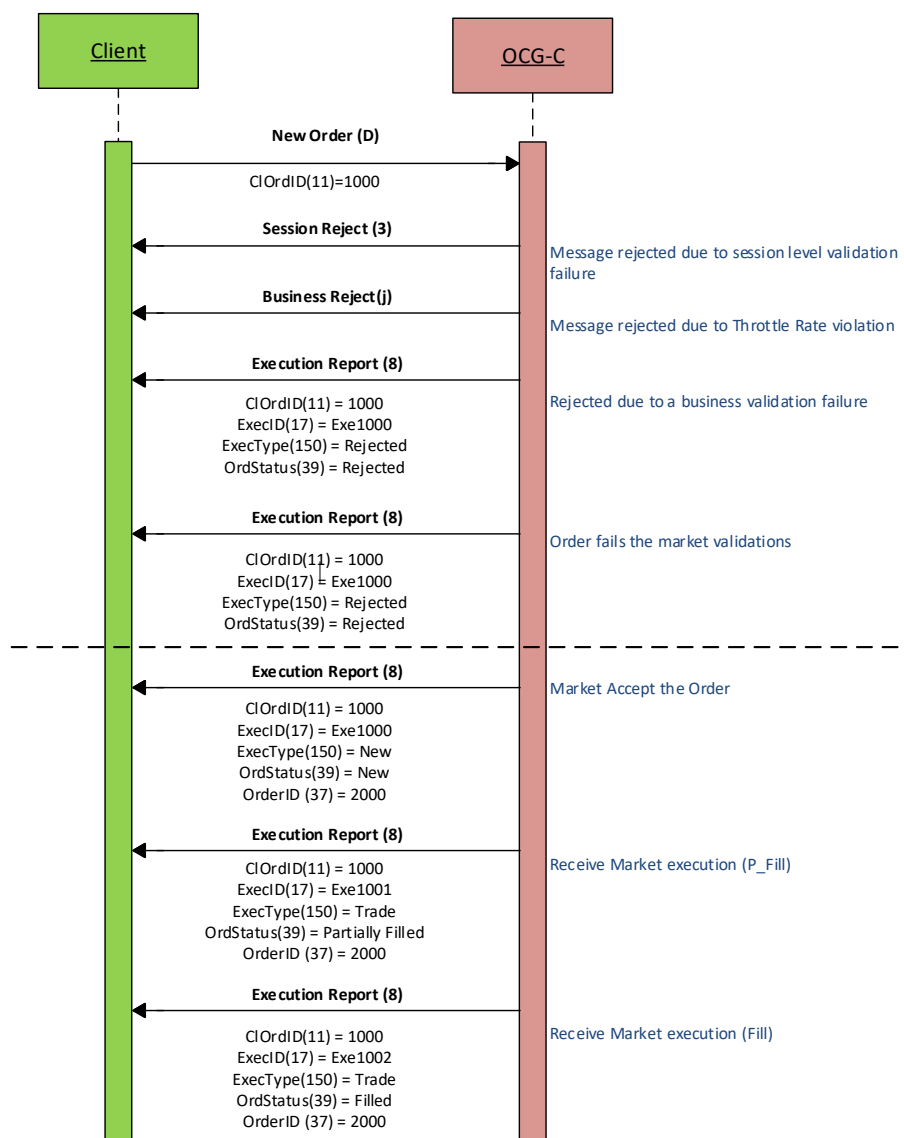 Client
OCG-C
New Order (D)
ClOrdID(11)=1000
Session Reject (3)
Message rejected due to session level validation
failure
Business Reject(j)
Message rejected due to Throttle Rate violation
Execution Report (8)
ClOrdID(11) = 1000
ExecID(17) = Exe1000
ExecType(150) = Rejected
OrdStatus(39) = Rejected
Rejected due to a business validation failure
Execution Report (8)
ClOrdID(11) = 1000
ExecID(17) = Exe1000
ExecType(150) = Rejected
OrdStatus(39) = Rejected
Order fails the market validations
Execution Report (8)
Market Accept the Order
ClOrdID(11) = 1000
ExecID(17) = Exe1000
ExecType(150) = New
OrdStatus(39) = New
OrderID (37) = 2000
Execution Report (8)
Receive Market execution (P_Fill)
ClOrdID(11) = 1000
ExecID(17) = Exe1001
ExecType(150) = Trade
OrdStatus(39) = Partially Filled
OrderID (37) = 2000
Execution Report (8)
Receive Market execution (Fill)
ClOrdID(11) = 1000
ExecID(17) = Exe1002
ExecType(150) = Trade
OrdStatus(39) = Filled
OrderID (37) = 2000